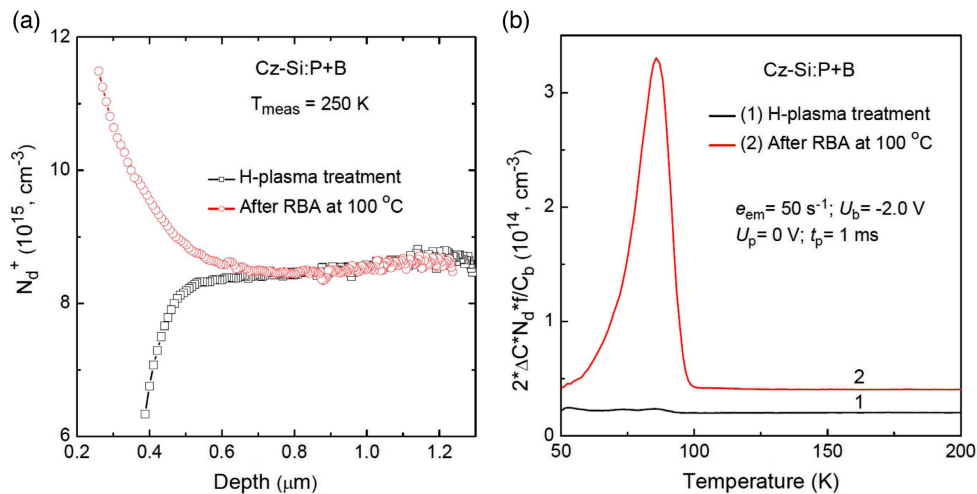 (a)
12
10
8
6
N_d^+ (10^15, cm^-3)
Cz-Si:P+B
T_meas = 250 K
H-plasma treatment
After RBA at 100 °C
0.2 0.4 0.6 0.8 1.0 1.2
Depth (μm)
(b)
3
2
1
0
2*ΔC*N_d*f/C_b (10^14, cm^-3)
Cz-Si:P+B
(1) H-plasma treatment
(2) After RBA at 100 °C
e_em= 50 s^-1; U_b= -2.0 V
U_p= 0 V; t_p= 1 ms
2
1
50 75 100 125 150 175 200
Temperature (K)